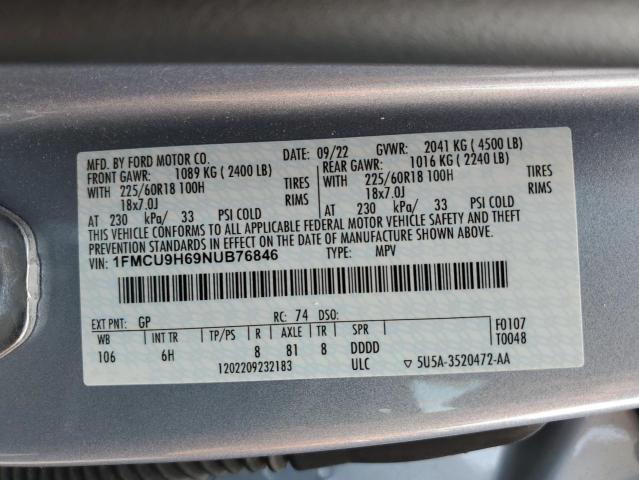 MFD. BY FORD MOTOR CO.
DATE: 09/22 GVWR: 2041 KG ( 4500 LB)
FRONT GAWR: 1089 KG ( 2400 LB) REAR GAWR: 1016 KG ( 2240 LB)
WITH 225/60R18 100H TIRES WITH 225/60R18 100H TIRES
18x7.0J RIMS 18x7.0J RIMS
AT 230 kPa/ 33 PSI COLD AT 230 kPa/ 33 PSI COLD
THIS VEHICLE CONFORMS TO ALL APPLICABLE FEDERAL MOTOR VEHICLE SAFETY AND THEFT
PREVENTION STANDARDS IN EFFECT ON THE DATE OF MANUFACTURE SHOWN ABOVE.
VIN: 1FMCU9H69NUB76846 TYPE: MPV
EXT PNT: GP RC: 74 DSO: F0107
WB INT TR TP/PS R AXLE TR SPR T0048
106 6H 8 81 8 DDDD
1202209232183 ULC ▽ 5U5A-3520472-AA